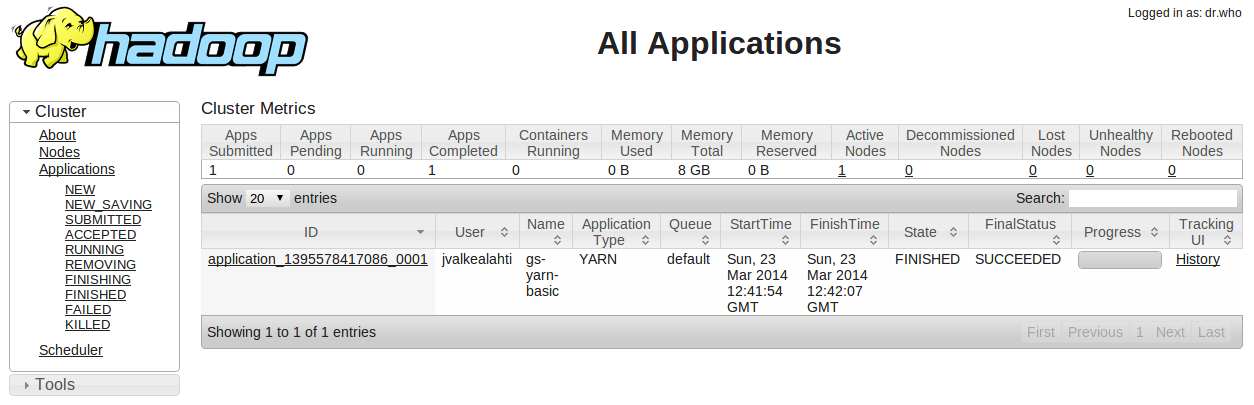 Logged in as: dr.who
hadoop
All Applications
Cluster
About
Nodes
Applications
NEW
NEW_SAVING
SUBMITTED
ACCEPTED
RUNNING
REMOVING
FINISHING
FINISHED
FAILED
KILLED
Scheduler
Tools
Cluster Metrics
Apps Submitted Apps Pending Apps Running Apps Completed Containers Running Memory Used Memory Total Memory Reserved Active Nodes Decommissioned Nodes Lost Nodes Unhealthy Nodes Rebooted Nodes
1 0 0 1 0 0 B 8 GB 0 B 1 0 0 0 0
Show 20 entries Search:
ID User Name Application Type Queue StartTime FinishTime State FinalStatus Progress Tracking UI
application_1395578417086_0001 jvalkealahti gs-yarn-basic YARN default Sun, 23 Mar 2014 12:41:54 GMT Sun, 23 Mar 2014 12:42:07 GMT FINISHED SUCCEEDED History
Showing 1 to 1 of 1 entries First Previous 1 Next Last